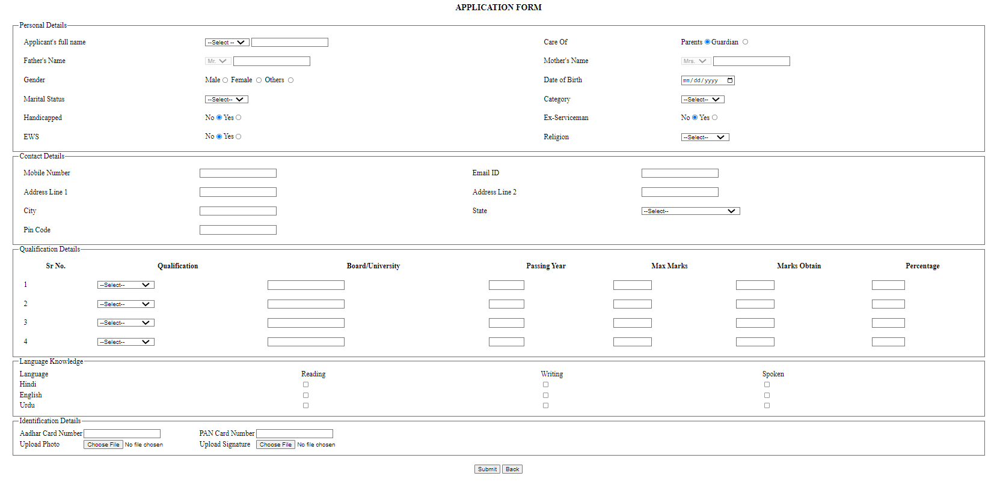 APPLICATION FORM
Personal Details
Applicant's full name --Select -- Care Of Parents Guardian
Father's Name Mr. Mother's Name Mrs.
Gender Male Female Others Date of Birth mm/dd/yyyy
Marital Status --Select-- Category --Select--
Handicapped No Yes Ex-Serviceman No Yes
EWS No Yes Religion --Select--
Contact Details
Mobile Number Email ID
Address Line 1 Address Line 2
City State --Select--
Pin Code
Qualification Details
Sr No. Qualification Board/University Passing Year Max Marks Marks Obtain Percentage
1 --Select--
2 --Select--
3 --Select--
4 --Select--
Language Knowledge
Language Reading Writing Spoken
Hindi
English
Urdu
Identification Details
Aadhar Card Number PAN Card Number
Upload Photo Choose File No file chosen Upload Signature Choose File No file chosen
Submit Back